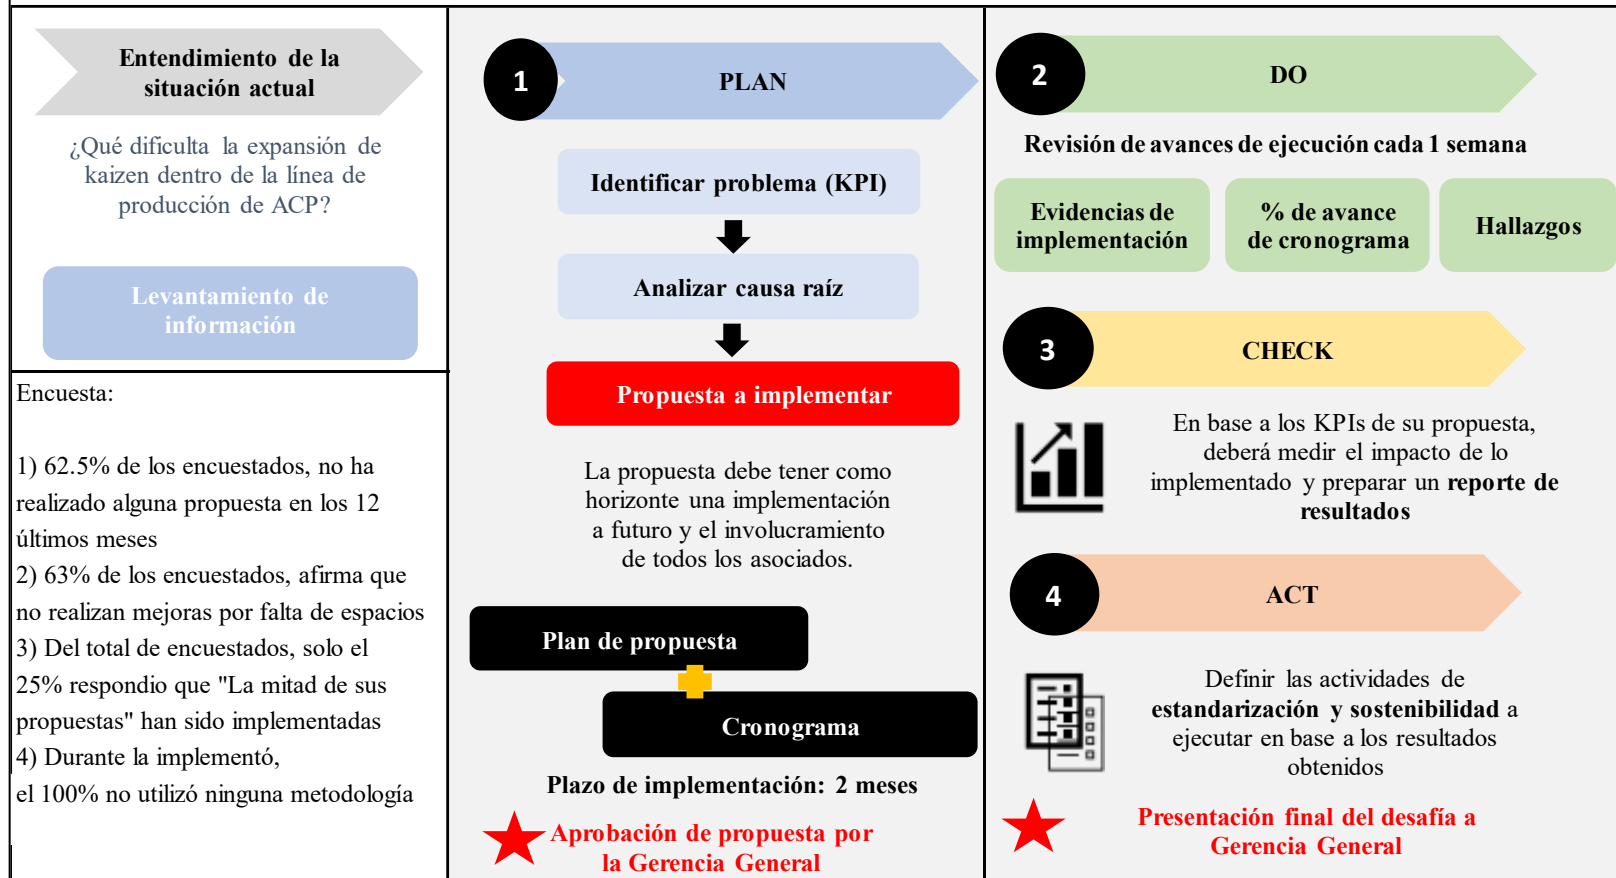 Entendimiento de la
situación actual
¿Qué dificulta la expansión de
kaizen dentro de la línea de
producción de ACP?
Levantamiento de
información
Encuesta:
1) 62.5% de los encuestados, no ha
realizado alguna propuesta en los 12
últimos meses
2) 63% de los encuestados, afirma que
no realizan mejoras por falta de espacios
3) Del total de encuestados, solo el
25% respondio que "La mitad de sus
propuestas" han sido implementadas
4) Durante la implementó,
el 100% no utilizó ninguna metodología
1
PLAN
Identificar problema (KPI)
Analizar causa raíz
Propuesta a implementar
La propuesta debe tener como
horizonte una implementación
a futuro y el involucramiento
de todos los asociados.
Plan de propuesta
Cronograma
Plazo de implementación: 2 meses
Aprobación de propuesta por
la Gerencia General
2
DO
Revisión de avances de ejecución cada 1 semana
Evidencias de
implementación
% de avance
de cronograma
Hallazgos
3
CHECK
En base a los KPIs de su propuesta,
deberá medir el impacto de lo
implementado y preparar un reporte de
resultados
4
ACT
Definir las actividades de
estandarización y sostenibilidad a
ejecutar en base a los resultados
obtenidos
Presentación final del desafía a
Gerencia General